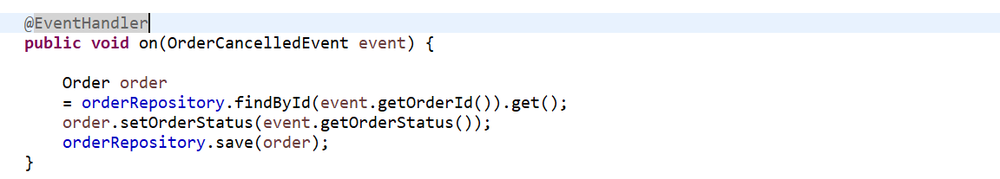 @EventHandler
public void on(OrderCancelledEvent event) {
Order order
= orderRepository.findById(event.getOrderId()).get();
order.setOrderStatus(event.getOrderStatus());
orderRepository.save(order);
}